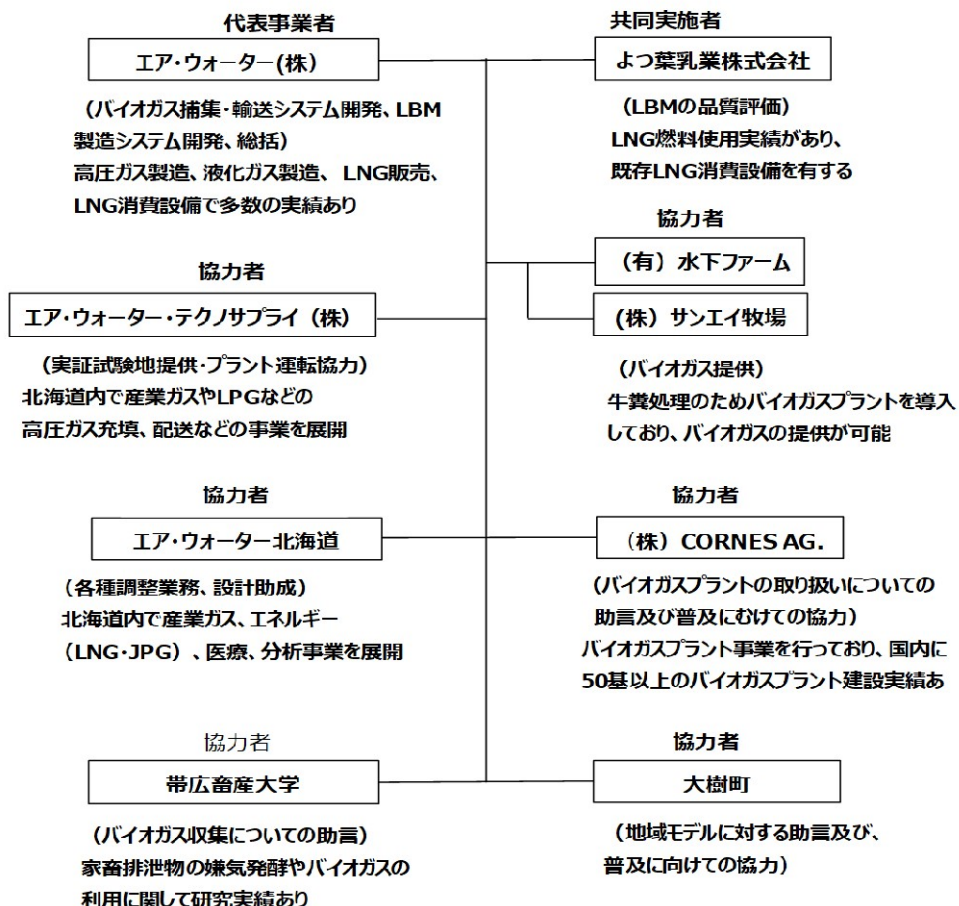 代表事業者
エア・ウォーター(株)
(バイオガス捕集・輸送システム開発、LBM
製造システム開発、総括)
高圧ガス製造、液化ガス製造、LNG販売、
LNG消費設備で多数の実績あり
共同実施者
よつ葉乳業株式会社
(LBMの品質評価)
LNG燃料使用実績があり、
既存LNG消費設備を有する
協力者
(有)水下ファーム
(株)サンエイ牧場
(バイオガス提供)
牛糞処理のためバイオガスプラントを導入
しており、バイオガスの提供が可能
協力者
エア・ウォーター・テクノサプライ(株)
(実証試験地提供・プラント運転協力)
北海道内で産業ガスやLPGなどの
高圧ガス充填、配送などの事業を展開
協力者
エア・ウォーター北海道
(各種調整業務、設計助成)
北海道内で産業ガス、エネルギー
(LNG・JPG)、医療、分析事業を展開
協力者
(株)CORNES AG.
(バイオガスプラントの取り扱いについての
助言及び普及にむけての協力)
バイオガスプラント事業を行っており、国内に
50基以上のバイオガスプラント建設実績あ
協力者
帯広畜産大学
(バイオガス収集についての助言)
家畜排泄物の嫌気発酵やバイオガスの
利用に関して研究実績あり
協力者
大樹町
(地域モデルに対する助言及び、
普及に向けての協力)